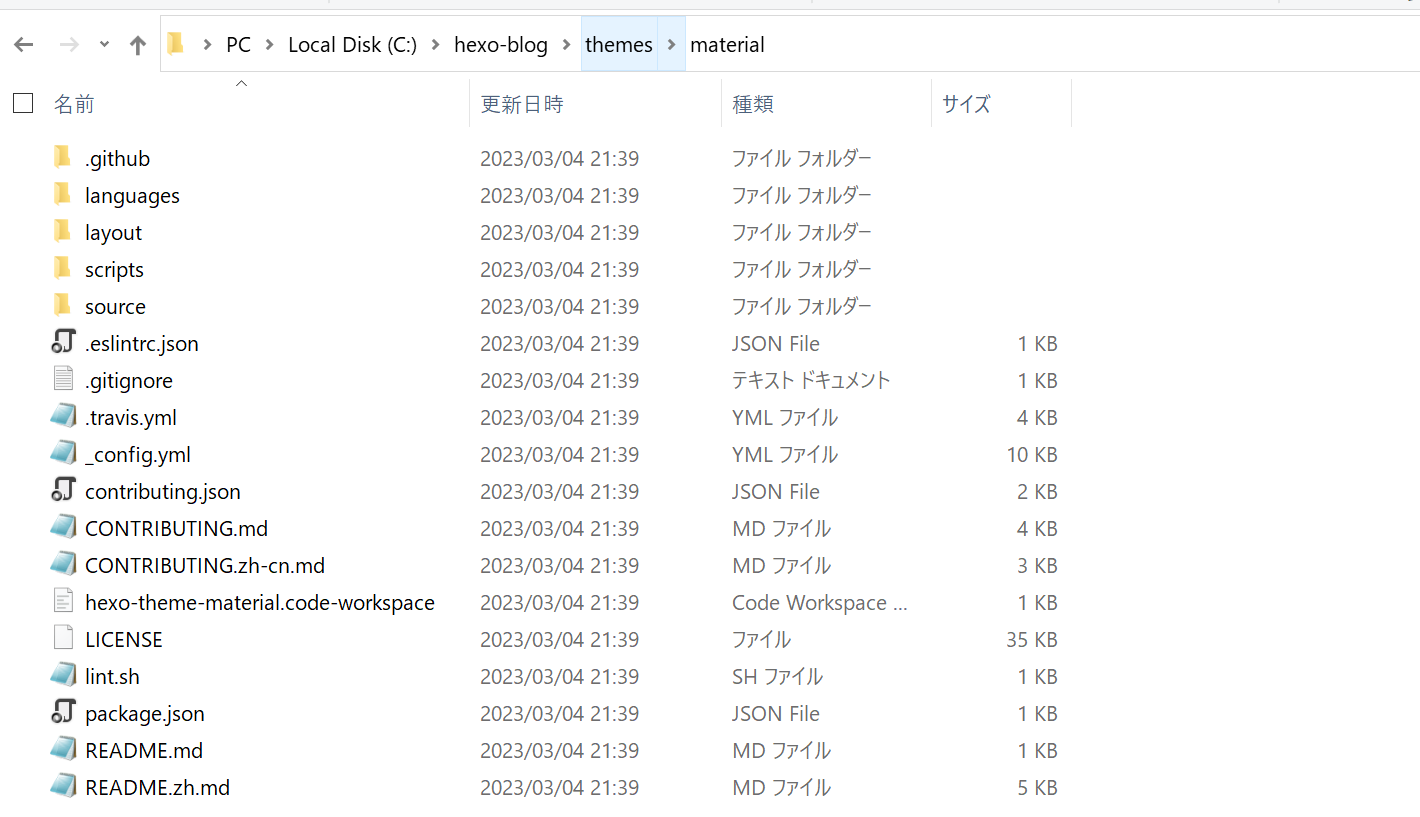 PC > Local Disk (C:) > hexo-blog > themes > material
名前 更新日時 種類 サイズ
.github 2023/03/04 21:39 ファイル フォルダー
languages 2023/03/04 21:39 ファイル フォルダー
layout 2023/03/04 21:39 ファイル フォルダー
scripts 2023/03/04 21:39 ファイル フォルダー
source 2023/03/04 21:39 ファイル フォルダー
.eslintrc.json 2023/03/04 21:39 JSON File 1 KB
.gitignore 2023/03/04 21:39 テキスト ドキュメント 1 KB
.travis.yml 2023/03/04 21:39 YML ファイル 4 KB
_config.yml 2023/03/04 21:39 YML ファイル 10 KB
contributing.json 2023/03/04 21:39 JSON File 2 KB
CONTRIBUTING.md 2023/03/04 21:39 MD ファイル 4 KB
CONTRIBUTING.zh-cn.md 2023/03/04 21:39 MD ファイル 3 KB
hexo-theme-material.code-workspace 2023/03/04 21:39 Code Workspace ... 1 KB
LICENSE 2023/03/04 21:39 ファイル 35 KB
lint.sh 2023/03/04 21:39 SH ファイル 1 KB
package.json 2023/03/04 21:39 JSON File 1 KB
README.md 2023/03/04 21:39 MD ファイル 1 KB
README.zh.md 2023/03/04 21:39 MD ファイル 5 KB